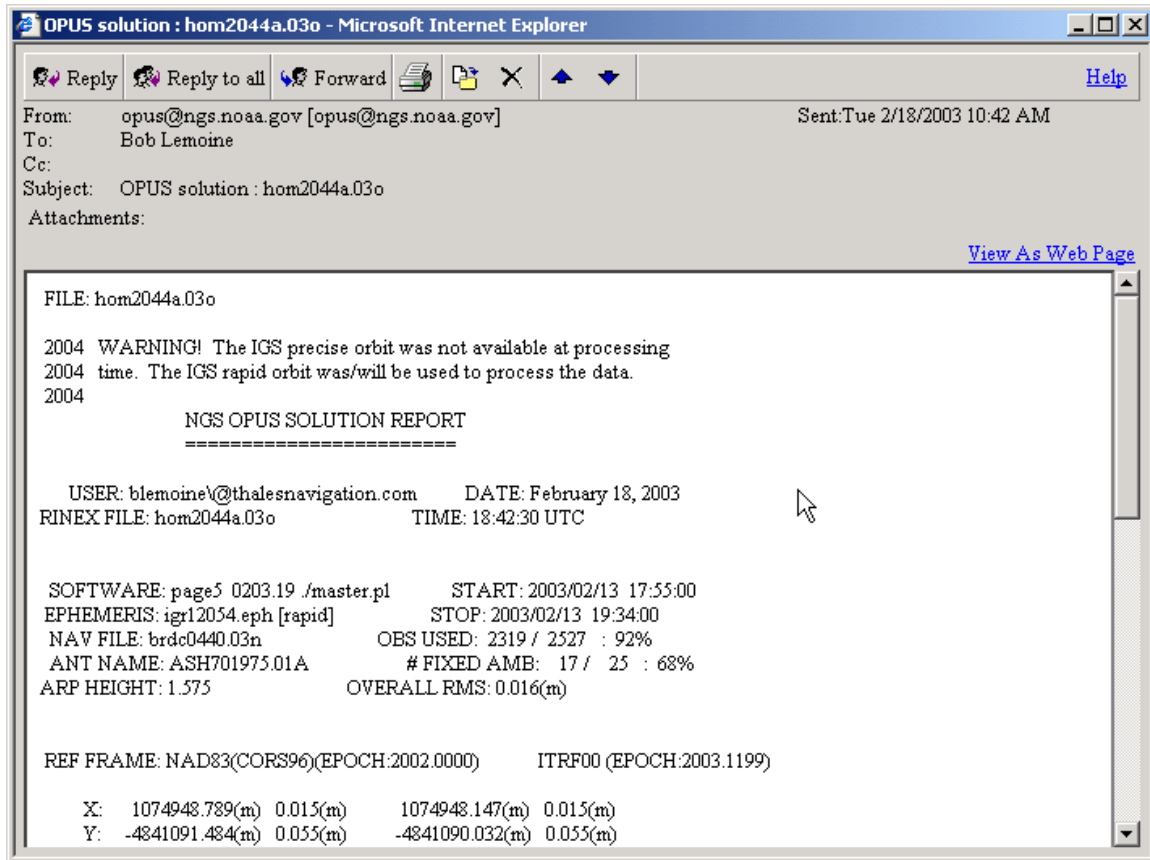 OPUS solution : hom2044a.03o - Microsoft Internet Explorer
Reply Reply to all Forward Help
From: opus@ngs.noaa.gov [opus@ngs.noaa.gov] Sent:Tue 2/18/2003 10:42 AM
To: Bob Lemoine
Cc:
Subject: OPUS solution : hom2044a.03o
Attachments:
View As Web Page
FILE: hom2044a.03o
2004 WARNING! The IGS precise orbit was not available at processing
2004 time. The IGS rapid orbit was/will be used to process the data.
2004
NGS OPUS SOLUTION REPORT
========================
USER: blemoine\@thalesnavigation.com DATE: February 18, 2003
RINEX FILE: hom2044a.03o TIME: 18:42:30 UTC
SOFTWARE: page5 0203.19 ./master.pl START: 2003/02/13 17:55:00
EPHEMERIS: igr12054.eph [rapid] STOP: 2003/02/13 19:34:00
NAV FILE: brdc0440.03n OBS USED: 2319 / 2527 : 92%
ANT NAME: ASH701975.01A # FIXED AMB: 17 / 25 : 68%
ARP HEIGHT: 1.575 OVERALL RMS: 0.016(m)
REF FRAME: NAD83(CORS96)(EPOCH:2002.0000) ITRF00 (EPOCH:2003.1199)
X: 1074948.789(m) 0.015(m) 1074948.147(m) 0.015(m)
Y: -4841091.484(m) 0.055(m) -4841090.032(m) 0.055(m)